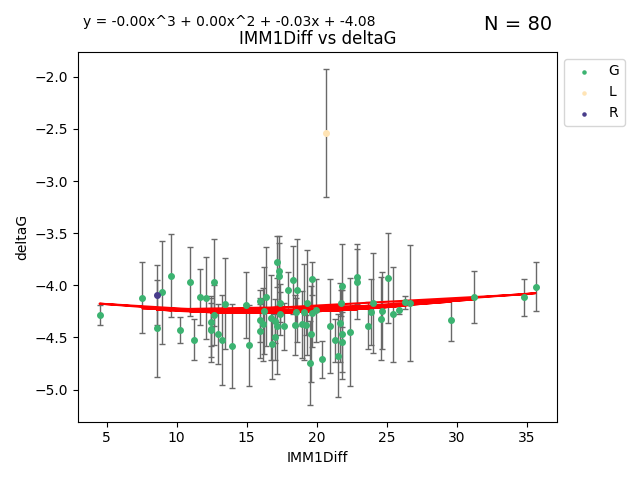 y = -0.00x^3 + 0.00x^2 + -0.03x + -4.08
N = 80
IMM1Diff vs deltaG
G
L
R
deltaG
−2.0
−2.5
−3.0
−3.5
−4.0
−4.5
−5.0
5 10 15 20 25 30 35
IMM1Diff